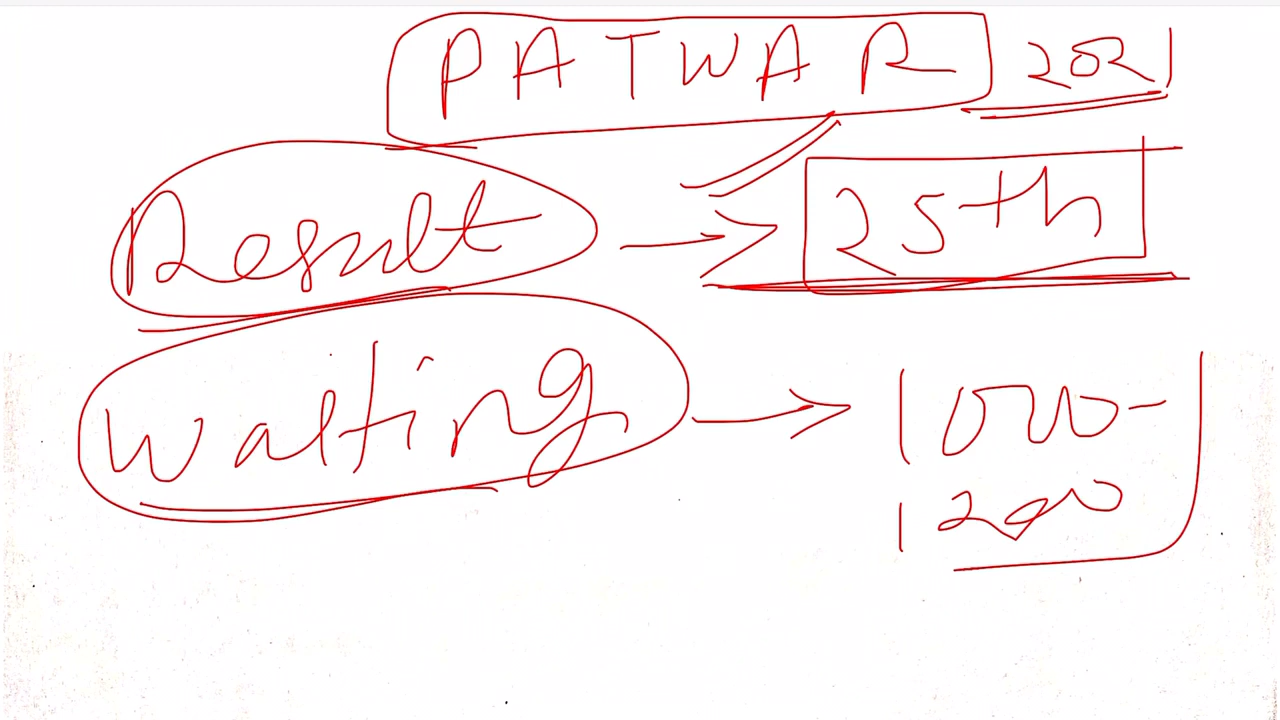 PATWAR 2021
Result → 25th
Waiting → 1000-
1200